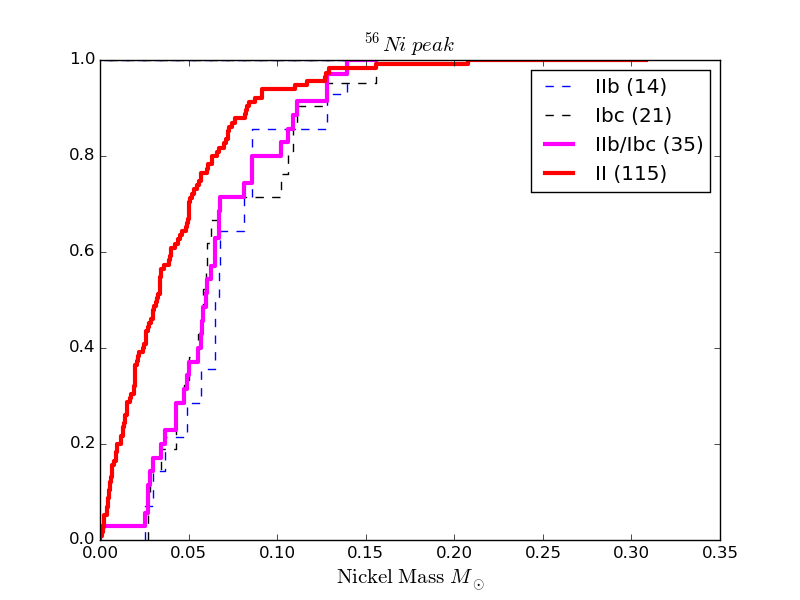 ⁵⁶Ni peak
1.0
0.8
0.6
0.4
0.2
0.0
IIb (14)
Ibc (21)
IIb/Ibc (35)
II (115)
0.00 0.05 0.10 0.15 0.20 0.25 0.30 0.35
Nickel Mass M☉